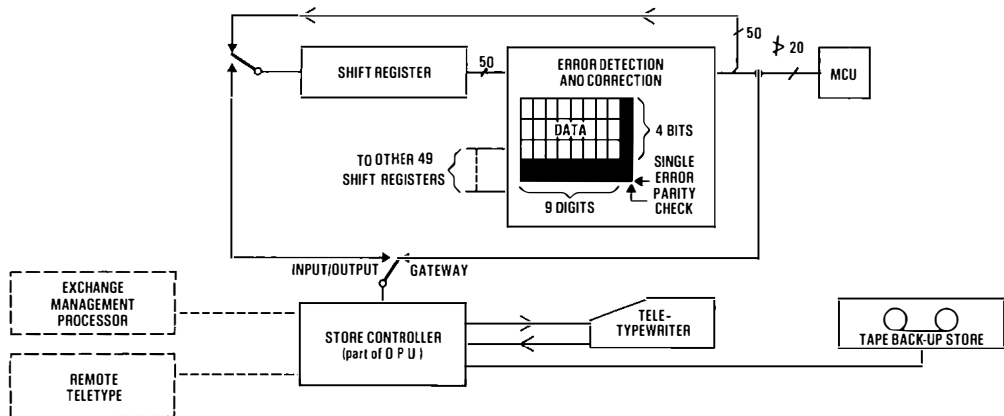 50
20
SHIFT REGISTER
50
ERROR DETECTION
AND CORRECTION
MCU
DATA
4 BITS
TO OTHER 49
SHIFT REGISTERS
9 DIGITS
SINGLE
ERROR
PARITY
CHECK
INPUT/OUTPUT
GATEWAY
EXCHANGE
MANAGEMENT
PROCESSOR
STORE CONTROLLER
(part of O P U)
TELE-
TYPEWRITER
TAPE BACK-UP STORE
REMOTE
TELETYPE